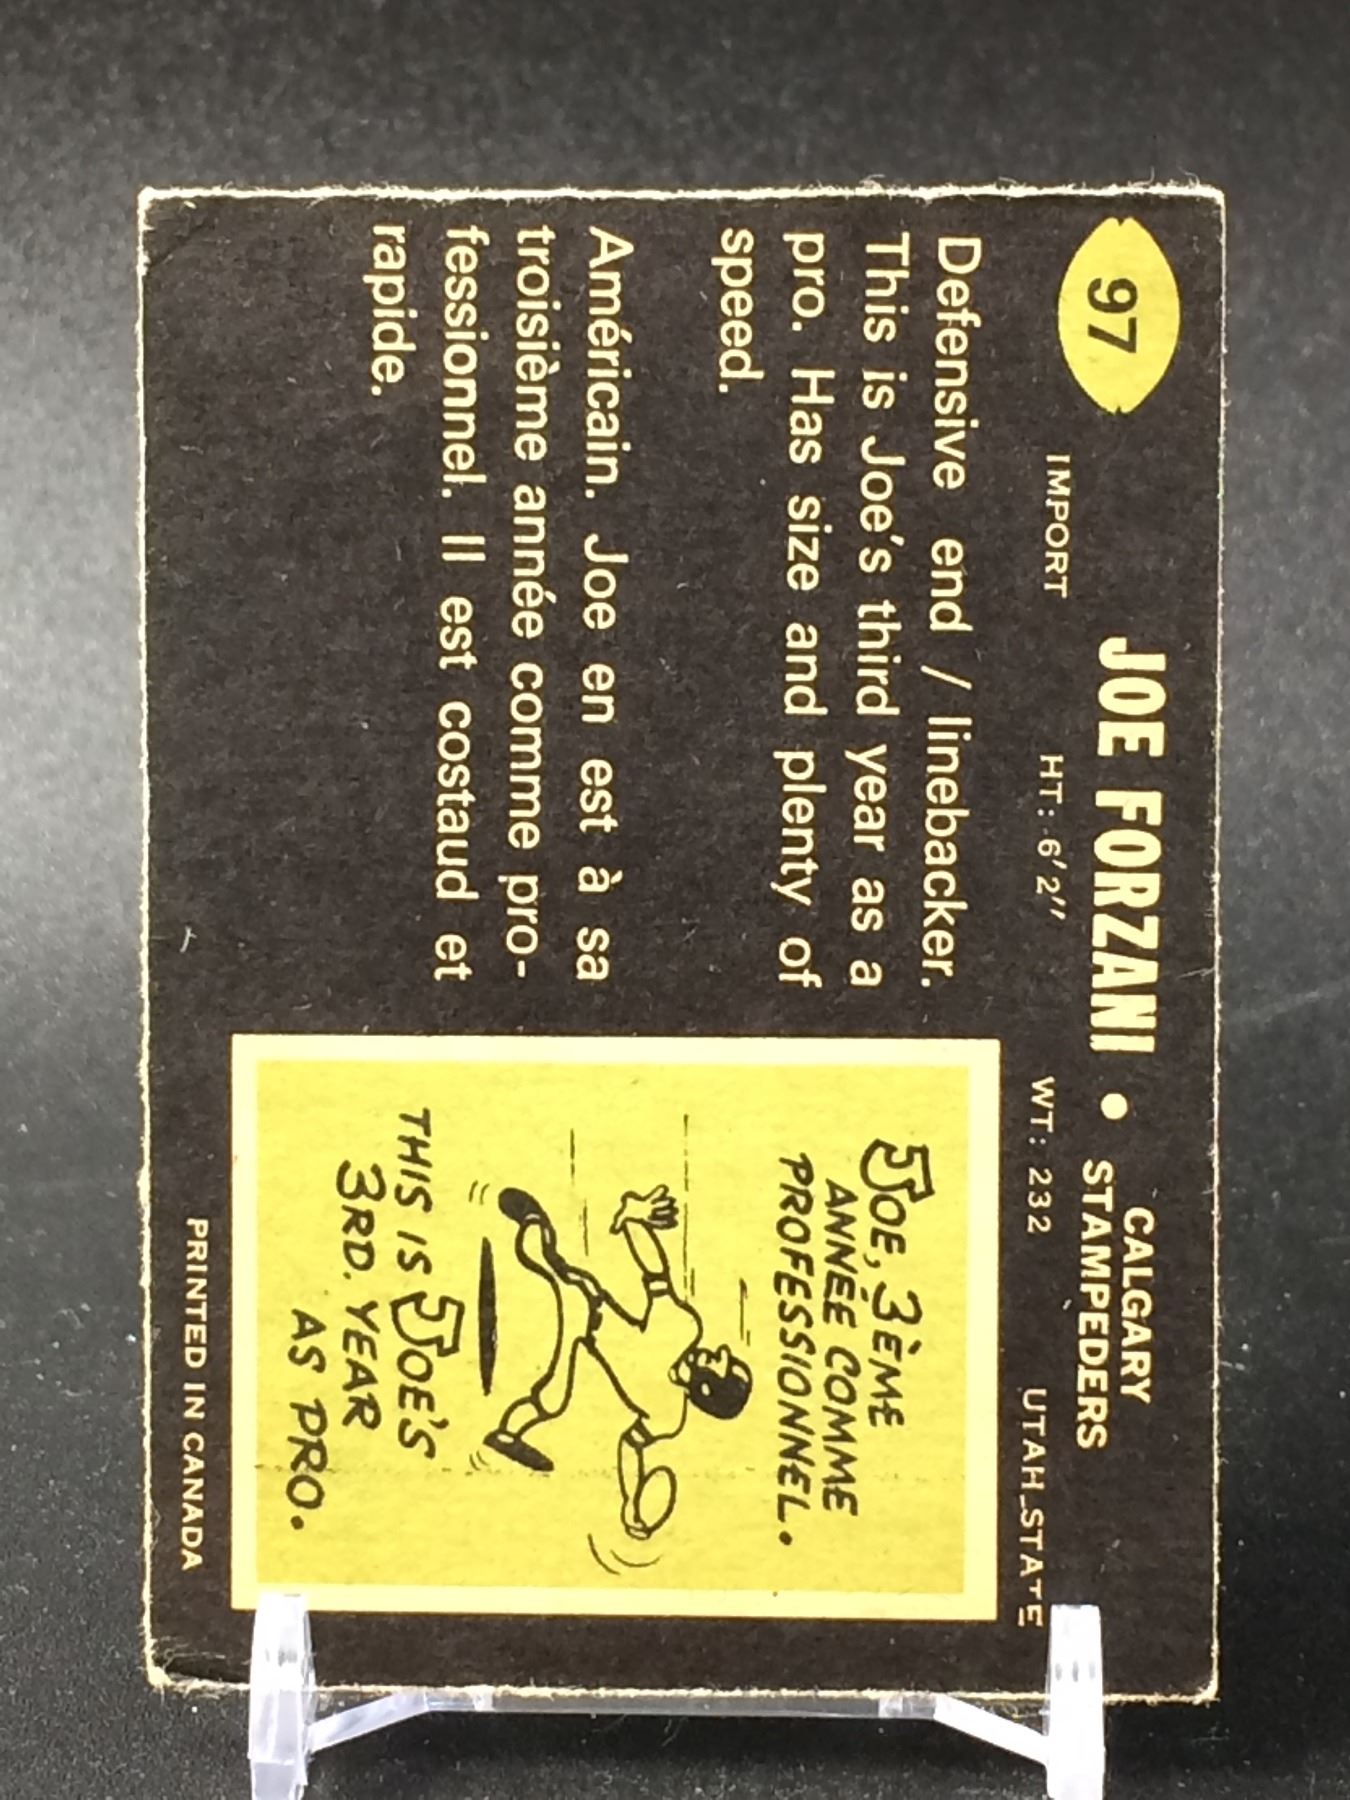 97
JOE FORZANI • CALGARY
STAMPEDERS
IMPORT HT: 6'2" WT: 232 UTAH STATE
Defensive end / linebacker.
This is Joe's third year as a
pro. Has size and plenty of
speed.
Américain. Joe en est à sa
troisième année comme pro-
fessionnel. Il est costaud et
rapide.
JOE, 3ÈME
ANNÉE COMME
PROFESSIONNEL.
THIS IS JOE'S
3RD. YEAR
AS PRO.
PRINTED IN CANADA